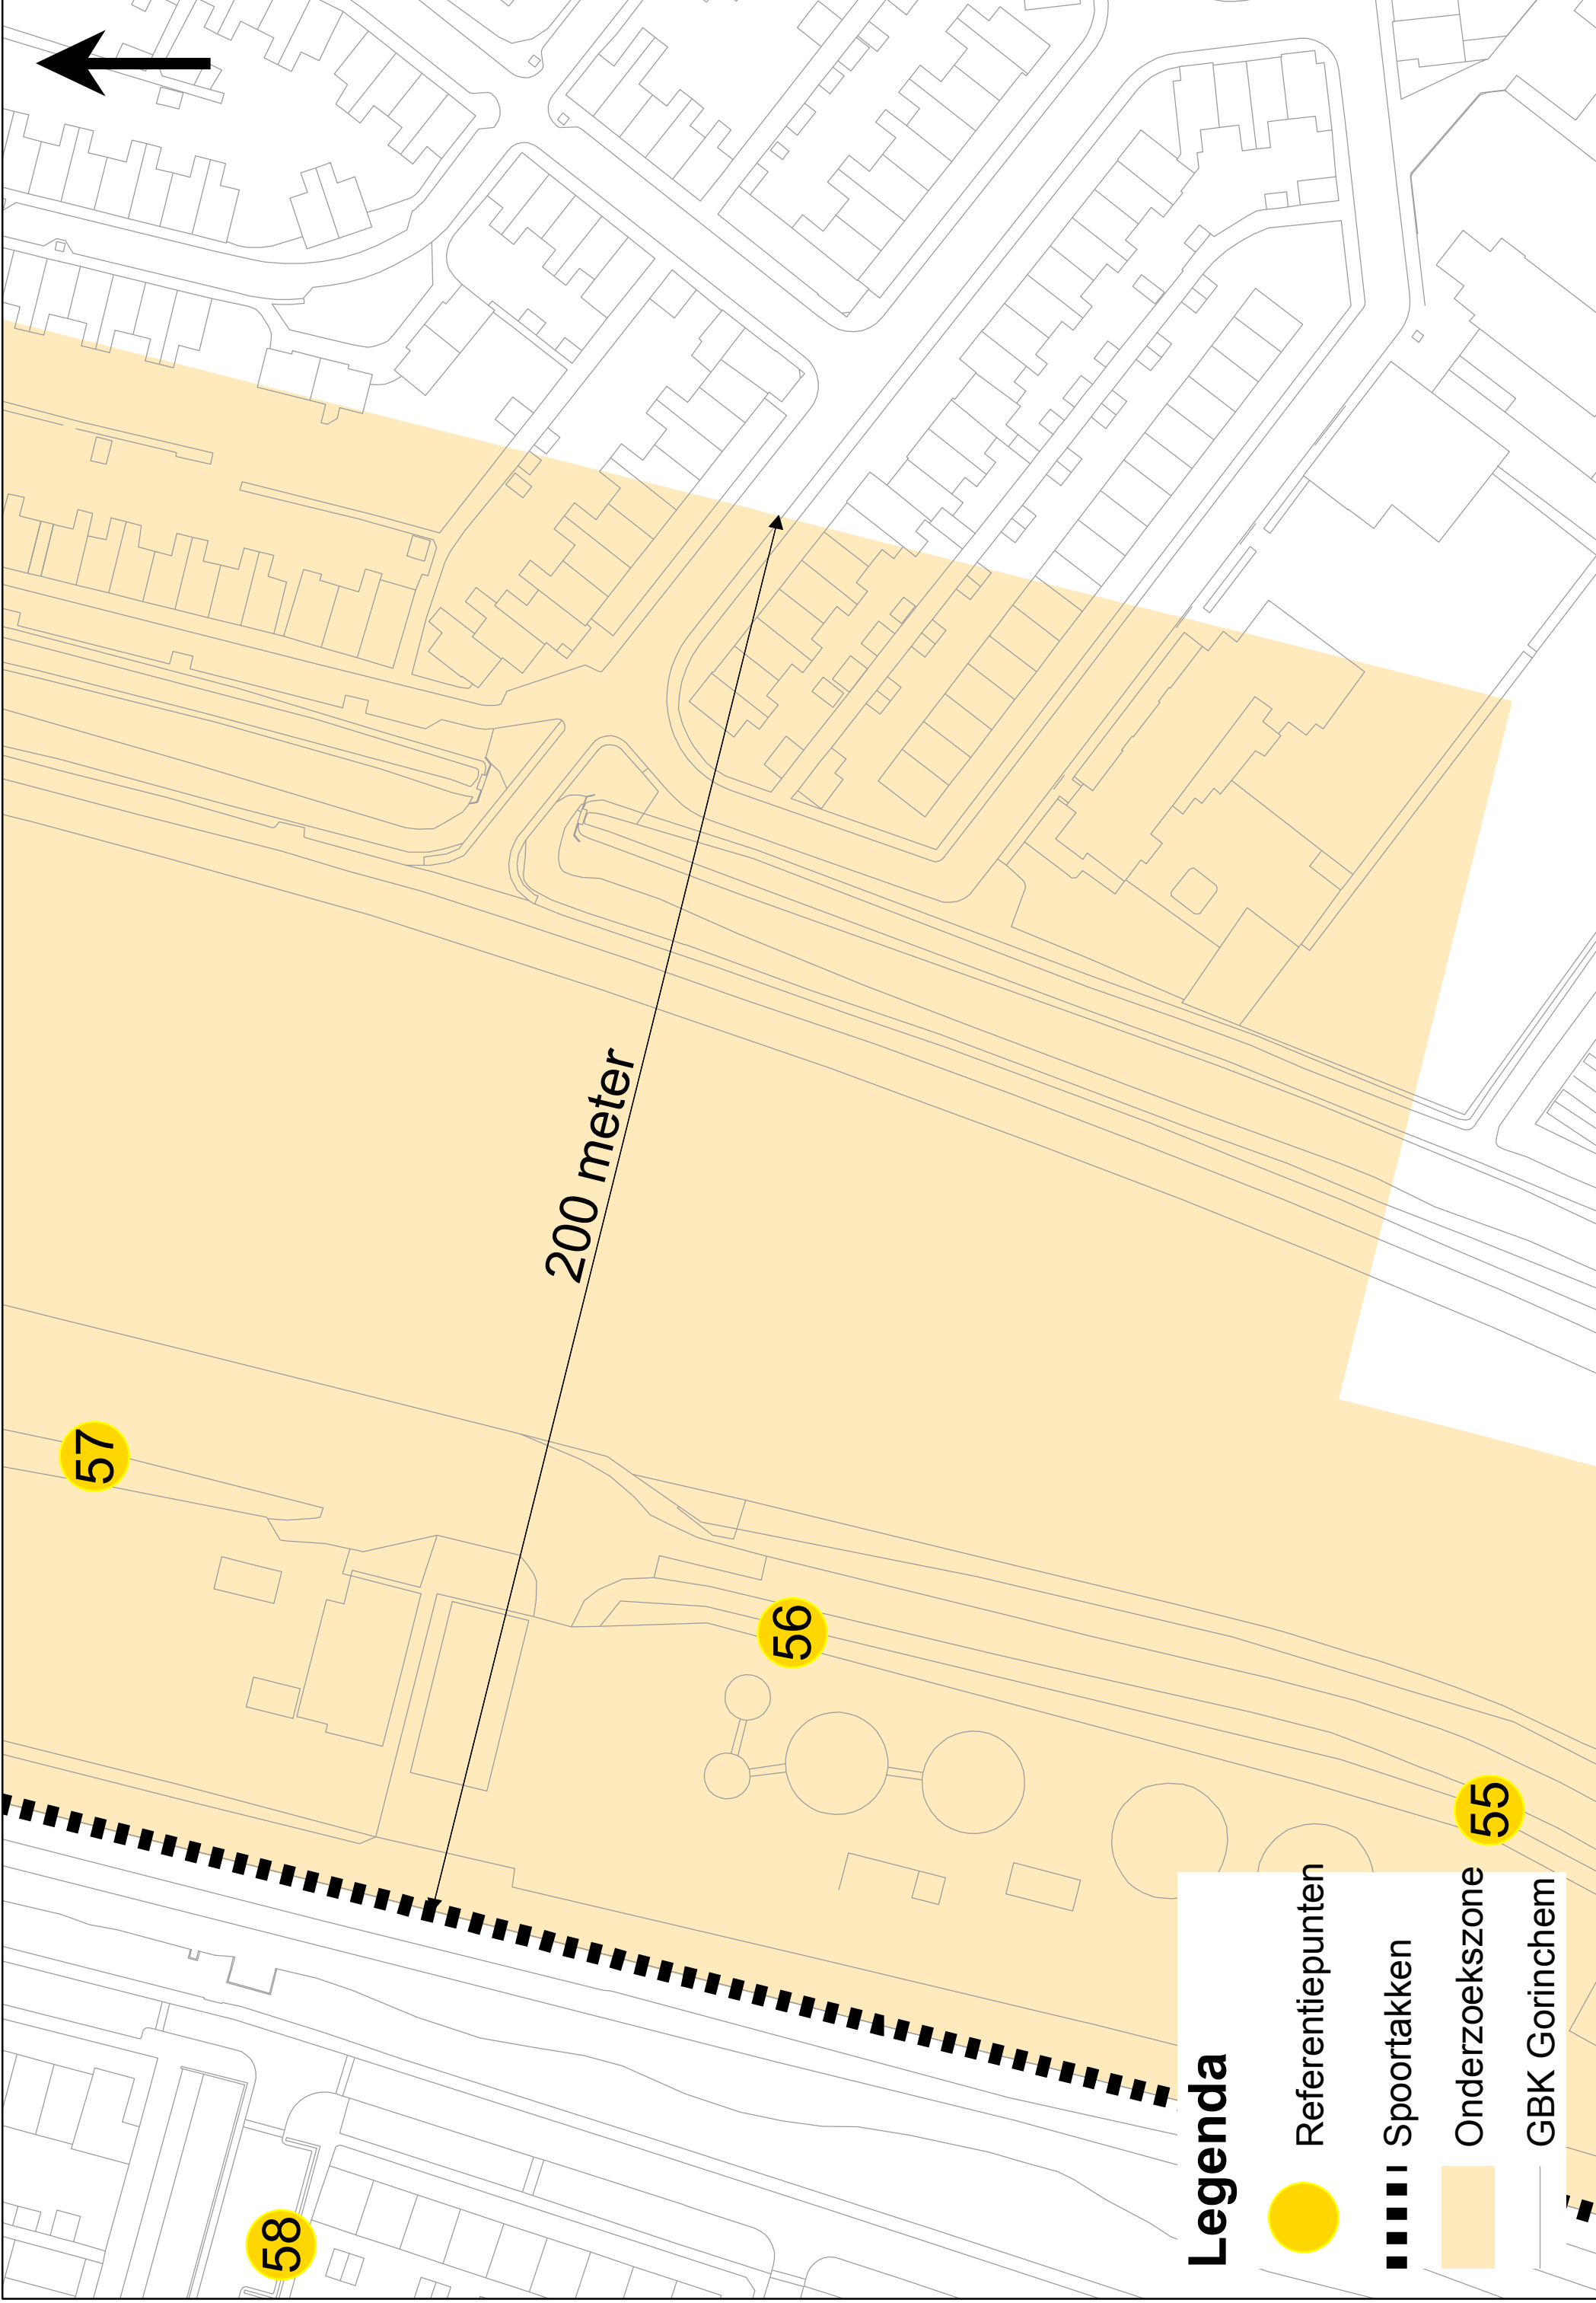 57
200 meter
56
55
58
Legenda
Referentiepunten
Spoortakken
Onderzoekszone
GBK Gorinchem